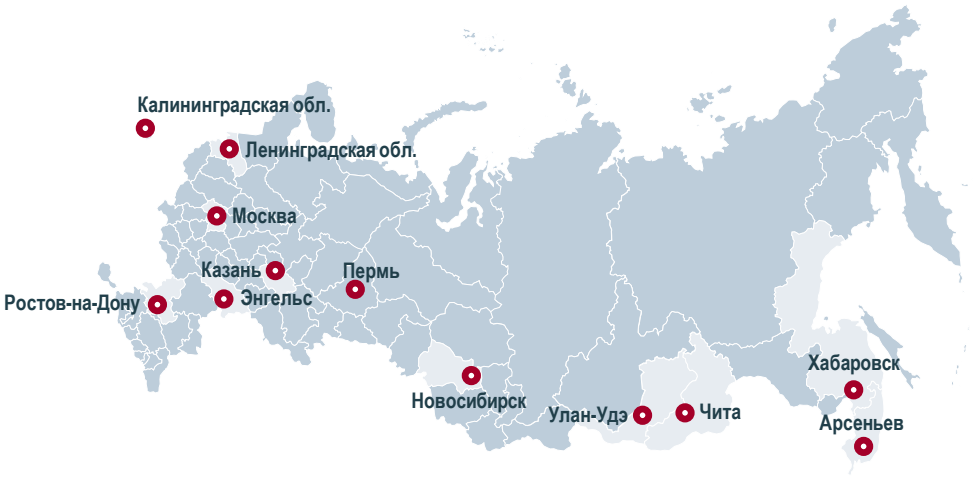 Калининградская обл.
Ленинградская обл.
Москва
Казань
Пермь
Ростов-на-Дону
Энгельс
Новосибирск
Улан-Удэ
Чита
Хабаровск
Арсеньев